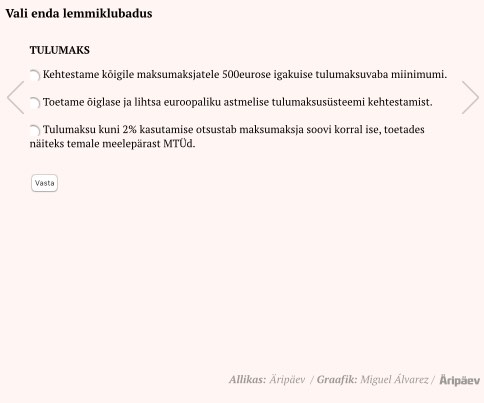 Vali enda lemmiklubadus
TULUMAKS
Kehtestame kõigile maksumaksjatele 500eurose igakuise tulumaksuvaba miinimumi.
Toetame õiglase ja lihtsa euroopaliku astmelise tulumaksusüsteemi kehtestamist.
Tulumaksu kuni 2% kasutamise otsustab maksumaksja soovi korral ise, toetades
näiteks temale meelepärast MTÜd.
Vasta
Allikas: Äripäev / Graafik: Miguel Álvarez / Äripäev